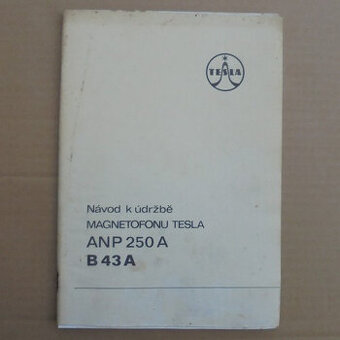 TESLA
Návod k údržbě
MAGNETOFONU TESLA
ANP 250 A
B 43 A